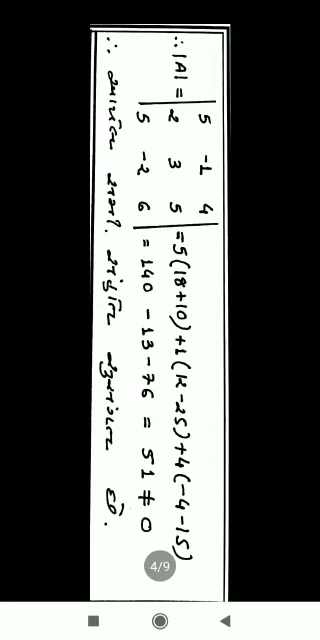 ∴ |A| = | 5 -1 4 |
| 2 3 5 | = 5(18+10)+1(12-25)+4(-4-15)
| 5 -2 6 | = 140 - 13 - 76 = 51 ≠ 0
∴ આપેલ સમી. સંહતિ સુસંગત છે.
4/9